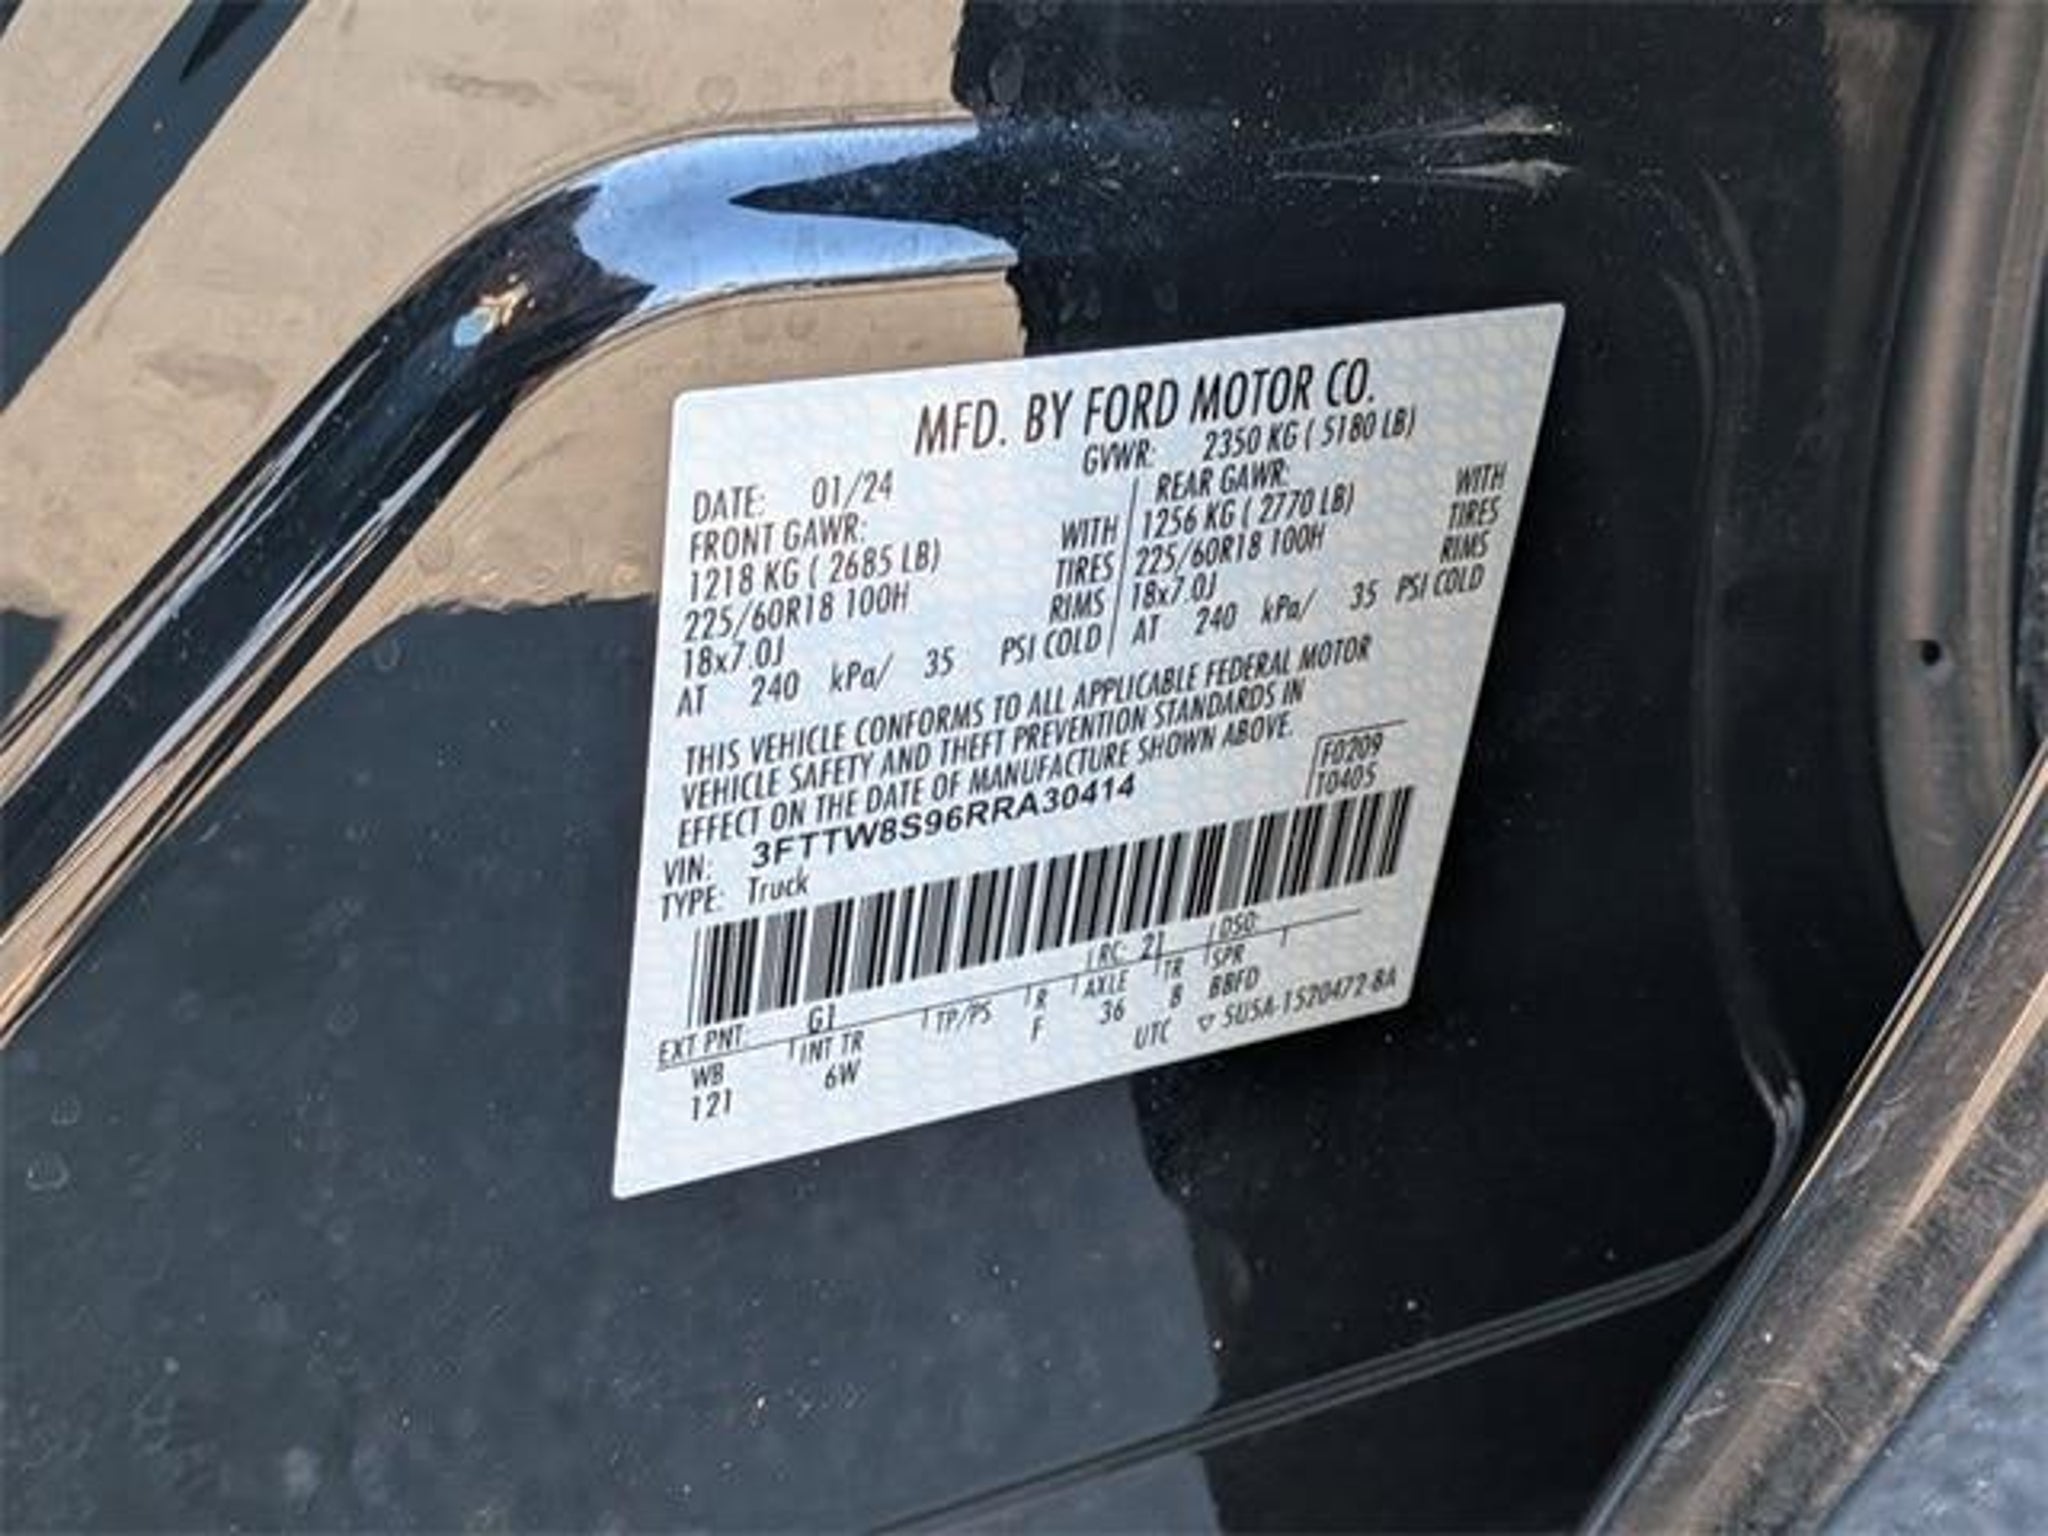 MFD. BY FORD MOTOR CO.
GVWR: 2350 KG ( 5180 LB)
DATE: 01/24
FRONT GAWR:
1218 KG ( 2685 LB) WITH
225/60R18 100H TIRES
18x7.0J RIMS
AT 240 kPa/ 35 PSI COLD
REAR GAWR:
1256 KG ( 2770 LB) WITH
225/60R18 100H TIRES
18x7.0J RIMS
AT 240 kPa/ 35 PSI COLD
THIS VEHICLE CONFORMS TO ALL APPLICABLE FEDERAL MOTOR
VEHICLE SAFETY AND THEFT PREVENTION STANDARDS IN
EFFECT ON THE DATE OF MANUFACTURE SHOWN ABOVE.
F0209
T0405
VIN: 3FTTW8S96RRA30414
TYPE: Truck
EXT PNT: G1 RC: 21 DSO:
WB INT TR TP/PS R AXLE TR SPR
121 6W F 36 8 BBFD
UTC ▽ 5U5A-1520472-BA